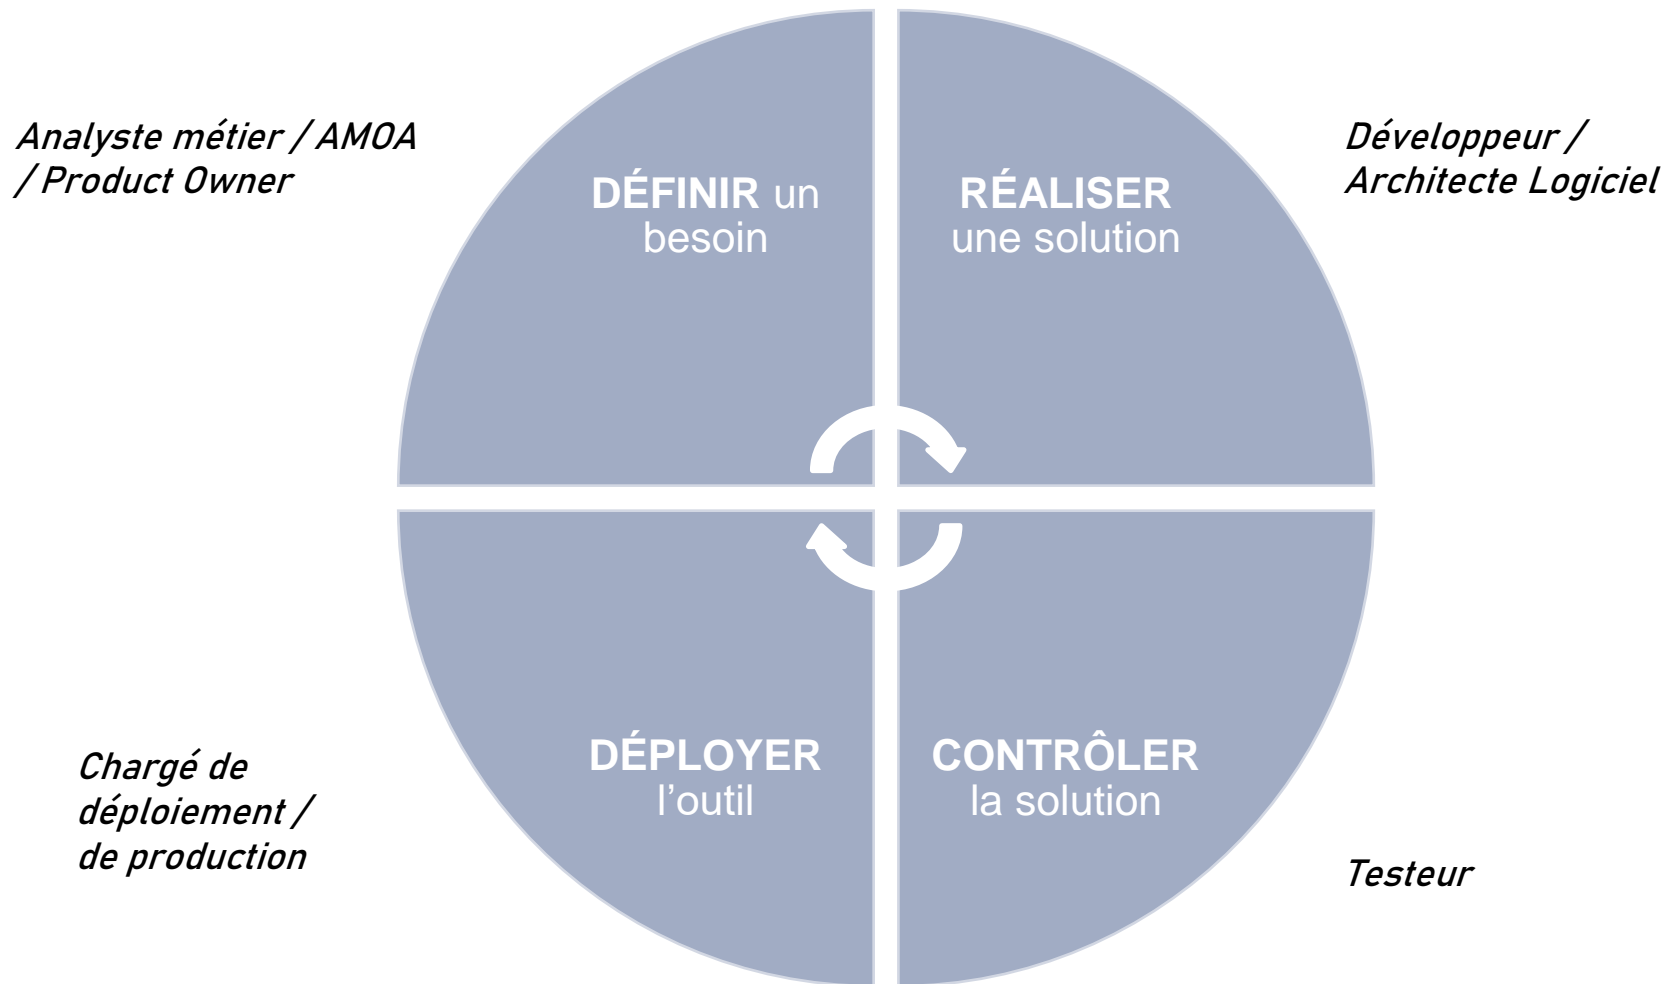 Analyste métier / AMOA
/ Product Owner
DÉFINIR un
besoin
RÉALISER
une solution
Développeur /
Architecte Logiciel
Chargé de
déploiement /
de production
DÉPLOYER
l’outil
CONTRÔLER
la solution
Testeur